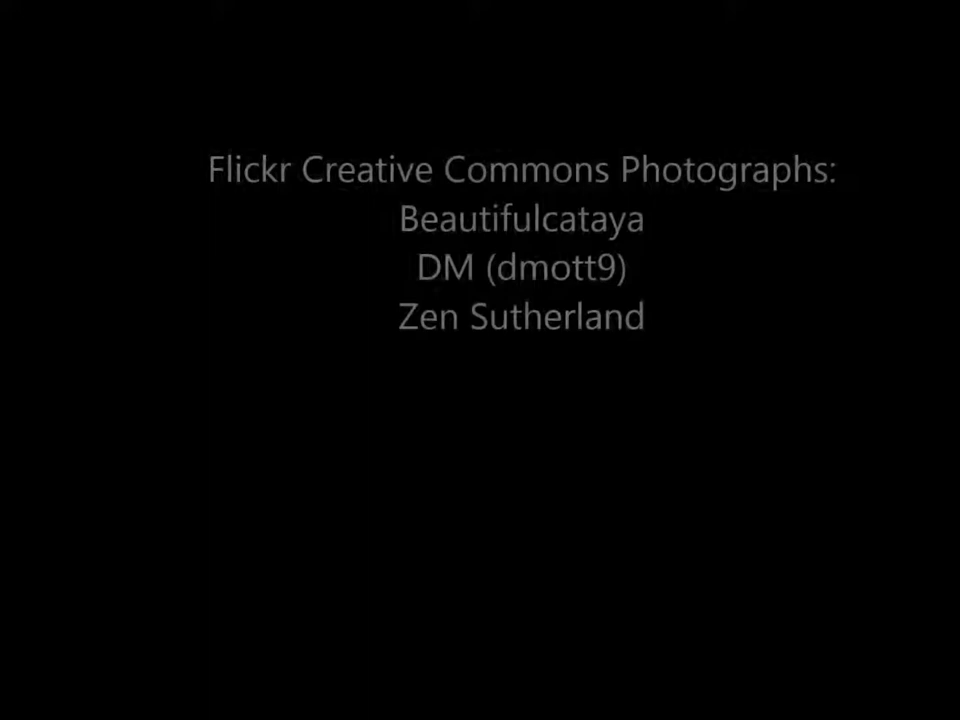 Flickr Creative Commons Photographs:
Beautifulcataya
DM (dmott9)
Zen Sutherland